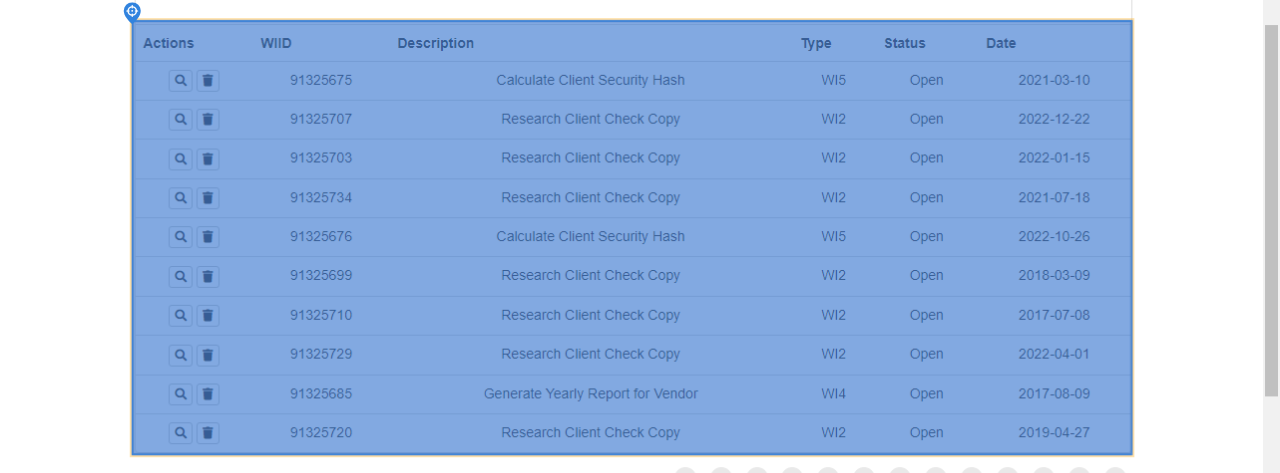 Actions WIID Description Type Status Date
91325675 Calculate Client Security Hash WI5 Open 2021-03-10
91325707 Research Client Check Copy WI2 Open 2022-12-22
91325703 Research Client Check Copy WI2 Open 2022-01-15
91325734 Research Client Check Copy WI2 Open 2021-07-18
91325676 Calculate Client Security Hash WI5 Open 2022-10-26
91325699 Research Client Check Copy WI2 Open 2018-03-09
91325710 Research Client Check Copy WI2 Open 2017-07-08
91325729 Research Client Check Copy WI2 Open 2022-04-01
91325685 Generate Yearly Report for Vendor WI4 Open 2017-08-09
91325720 Research Client Check Copy WI2 Open 2019-04-27